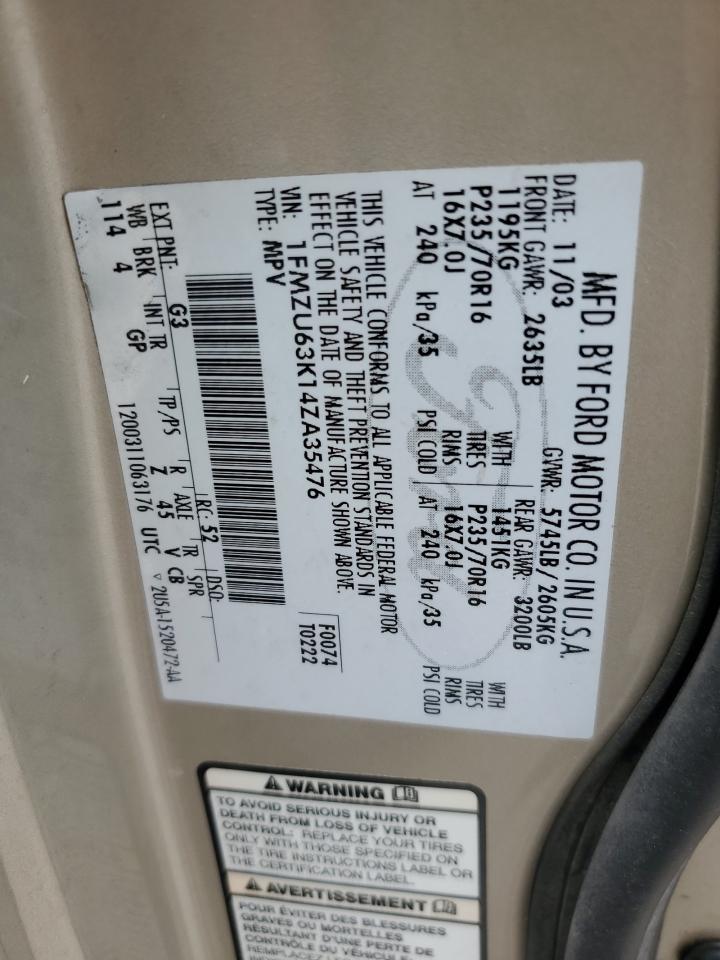 MFD. BY FORD MOTOR CO. IN U.S.A.
DATE: 11/03 GVWR: 5745LB/2605KG
FRONT GAWR: 2635LB REAR GAWR: 3200LB
1195KG WITH 1451KG WITH
P235/70R16 TIRES P235/70R16 TIRES
16X7.0J RIMS 16X7.0J RIMS
AT 240 kPa/35 PSI COLD AT 240 kPa/35 PSI COLD
THIS VEHICLE CONFORMS TO ALL APPLICABLE FEDERAL MOTOR
VEHICLE SAFETY AND THEFT PREVENTION STANDARDS IN
EFFECT ON THE DATE OF MANUFACTURE SHOWN ABOVE.
VIN: 1FMZU63K14ZA35476 F0074
TYPE: MPV T0222
EXT PNT: G3 RC: 52 DSO:
WB BRK INT TR TP/PS R AXLE TR SPR
114 4 GP Z 45 V CB
1200311063176 UTC ▽ 2U5A-1520472-AA
Ford
WARNING
TO AVOID SERIOUS INJURY OR
DEATH FROM LOSS OF VEHICLE
CONTROL: REPLACE YOUR TIRES
ONLY WITH THOSE SPECIFIED ON
THE TIRE INSTRUCTIONS LABEL OR
THE CERTIFICATION LABEL.
AVERTISSEMENT
POUR ÉVITER DES BLESSURES
GRAVES OU MORTELLES
RÉSULTANT D'UNE PERTE DE
CONTRÔLE DU VÉHICULE